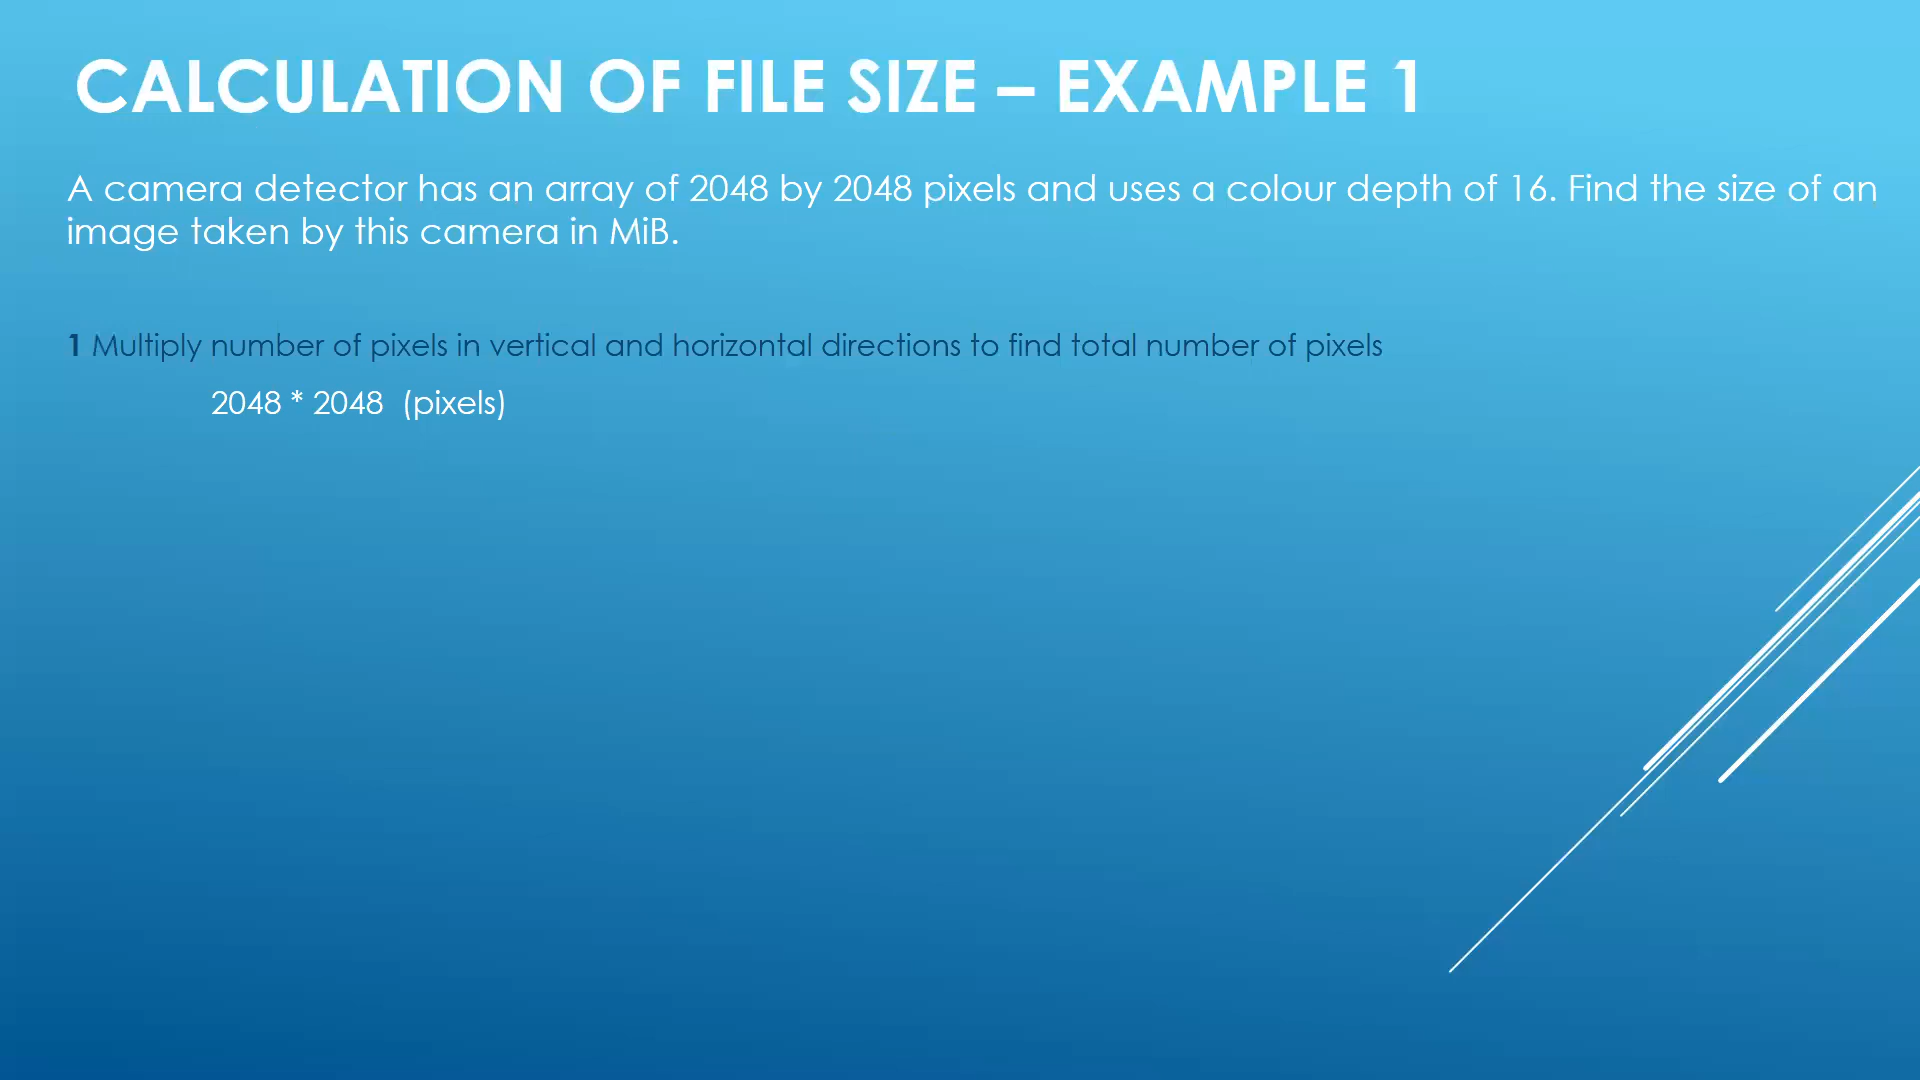 CALCULATION OF FILE SIZE – EXAMPLE 1
A camera detector has an array of 2048 by 2048 pixels and uses a colour depth of 16. Find the size of an
image taken by this camera in MiB.
1 Multiply number of pixels in vertical and horizontal directions to find total number of pixels
2048 * 2048 (pixels)